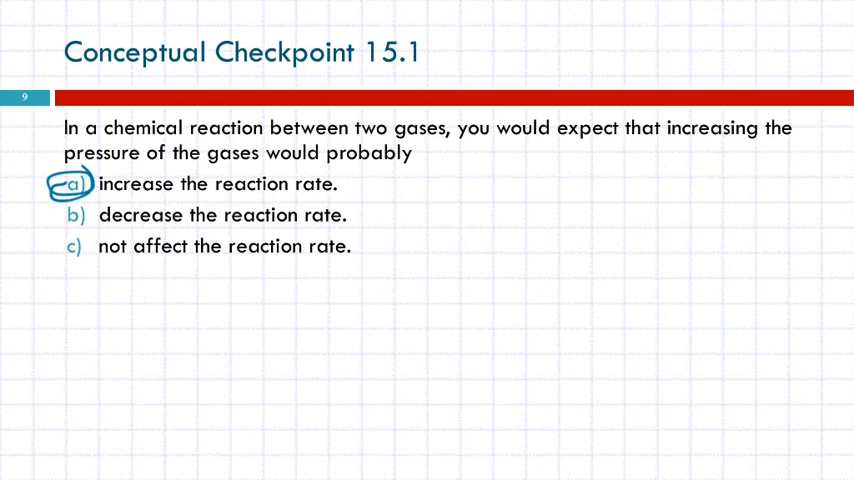 Conceptual Checkpoint 15.1
9
In a chemical reaction between two gases, you would expect that increasing the
pressure of the gases would probably
a) increase the reaction rate.
b) decrease the reaction rate.
c) not affect the reaction rate.